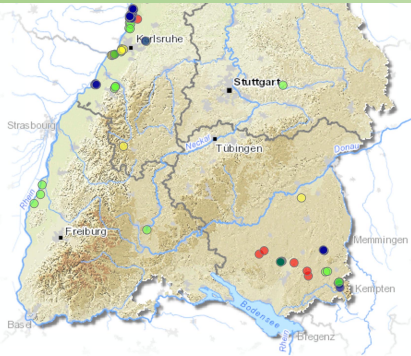 Karlsruhe
Stuttgart
Strasbourg
Neckar
Tübingen
Donau
Rhein
Freiburg
Memmingen
Kempten
Bodensee
Basel
Rhein
Bregenz